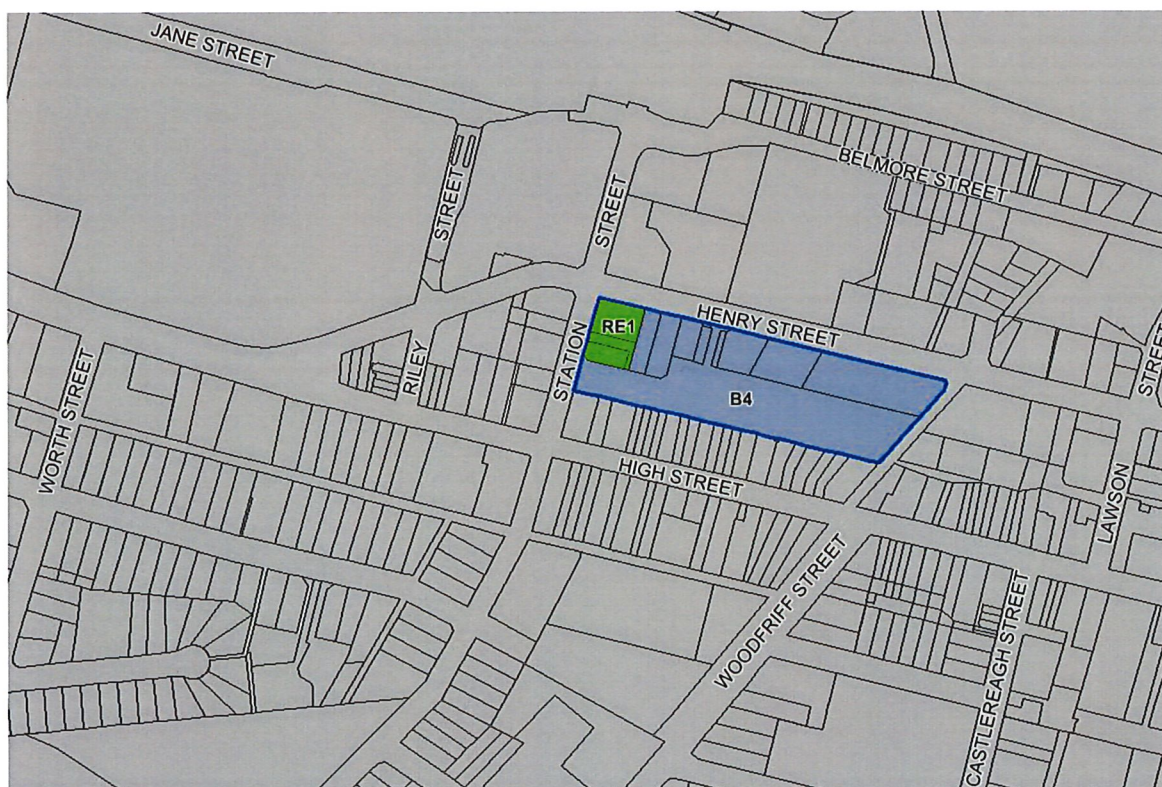 JANE STREET
BELMORE STREET
STREET
STREET
HENRY STREET
RE1
STREET
STATION
RILEY
WORTH STREET
B4
HIGH STREET
LAWSON
WOODFRIFF STREET
CASTLEREAGH STREET